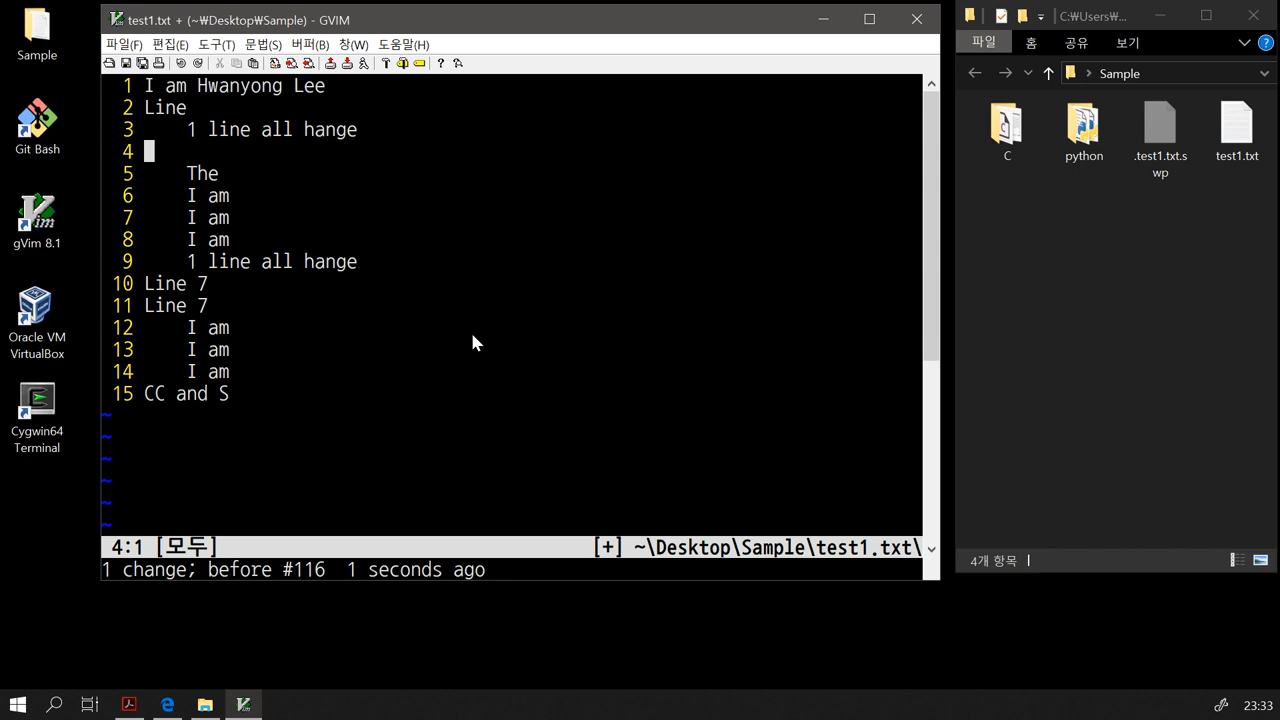 Sample
Git Bash
gVim 8.1
Oracle VM
VirtualBox
Cygwin64
Terminal
test1.txt + (~₩Desktop₩Sample) - GVIM
파일(F) 편집(E) 도구(T) 문법(S) 버퍼(B) 창(W) 도움말(H)
1 I am Hwanyong Lee
2 Line
3     1 line all hange
4
5     The
6     I am
7     I am
8     I am
9     1 line all hange
10 Line 7
11 Line 7
12     I am
13     I am
14     I am
15 CC and S
~
~
~
~
~
~
4:1 [모두] [+] ~\Desktop\Sample\test1.txt\
1 change; before #116  1 seconds ago
C:₩Users₩...
파일 홈 공유 보기
Sample
C
python
.test1.txt.s
wp
test1.txt
4개 항목
23:33